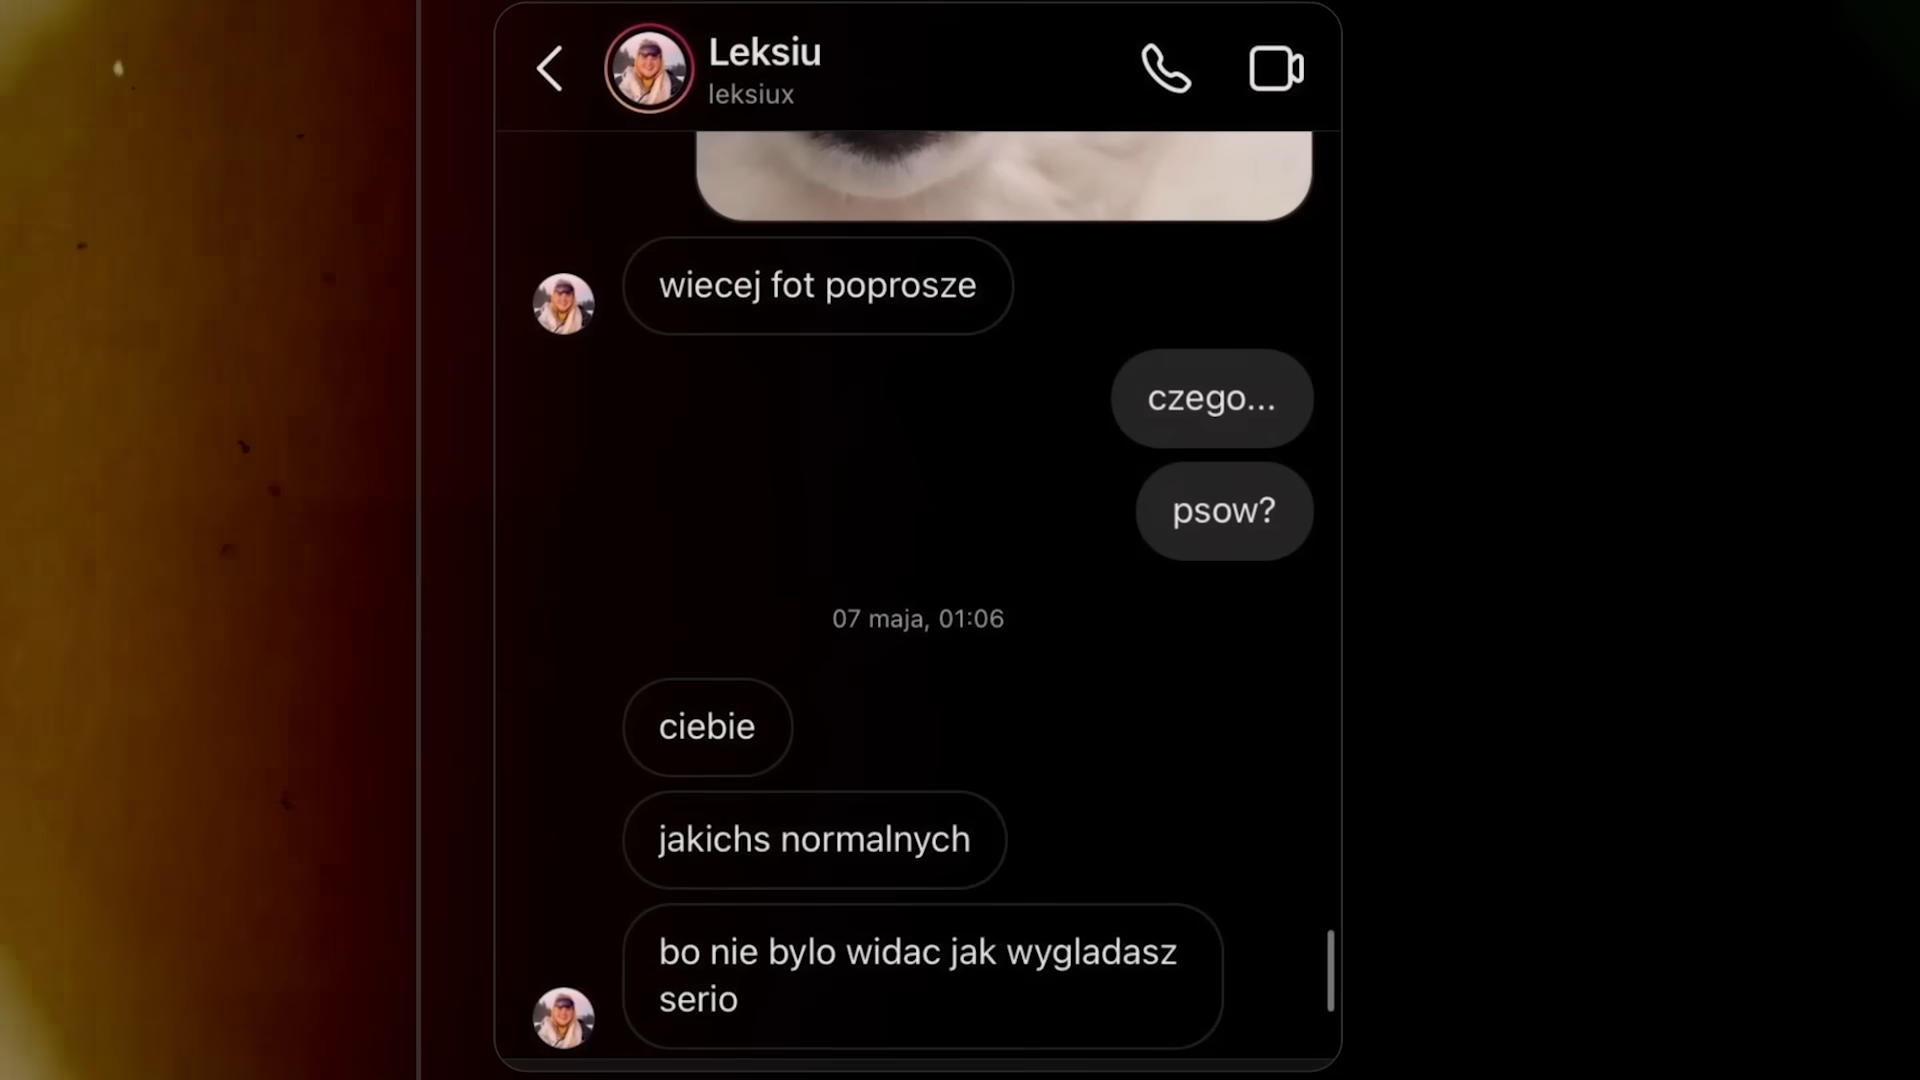 Leksiu
leksiux
wiecej fot poprosze
czego...
psow?
07 maja, 01:06
ciebie
jakichs normalnych
bo nie bylo widac jak wygladasz
serio